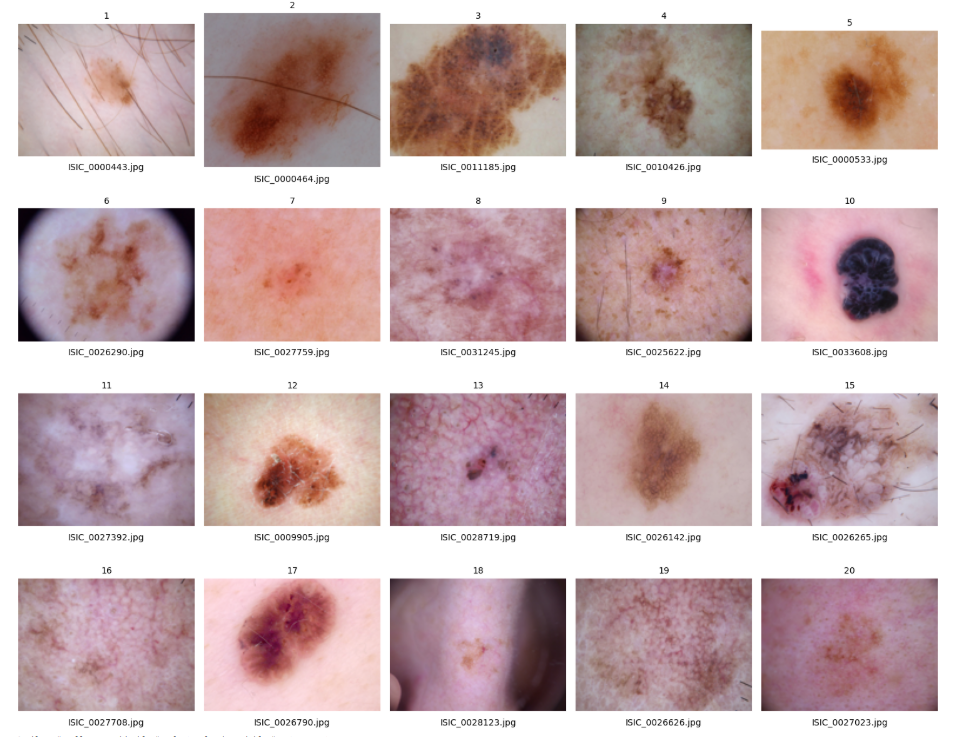 1
2
3
4
5
ISIC_0000443.jpg
ISIC_0000464.jpg
ISIC_0011185.jpg
ISIC_0010426.jpg
ISIC_0000533.jpg
6
7
8
9
10
ISIC_0026290.jpg
ISIC_0027759.jpg
ISIC_0031245.jpg
ISIC_0025622.jpg
ISIC_0033608.jpg
11
12
13
14
15
ISIC_0027392.jpg
ISIC_0009905.jpg
ISIC_0028719.jpg
ISIC_0026142.jpg
ISIC_0026265.jpg
16
17
18
19
20
ISIC_0027708.jpg
ISIC_0026790.jpg
ISIC_0028123.jpg
ISIC_0026626.jpg
ISIC_0027023.jpg